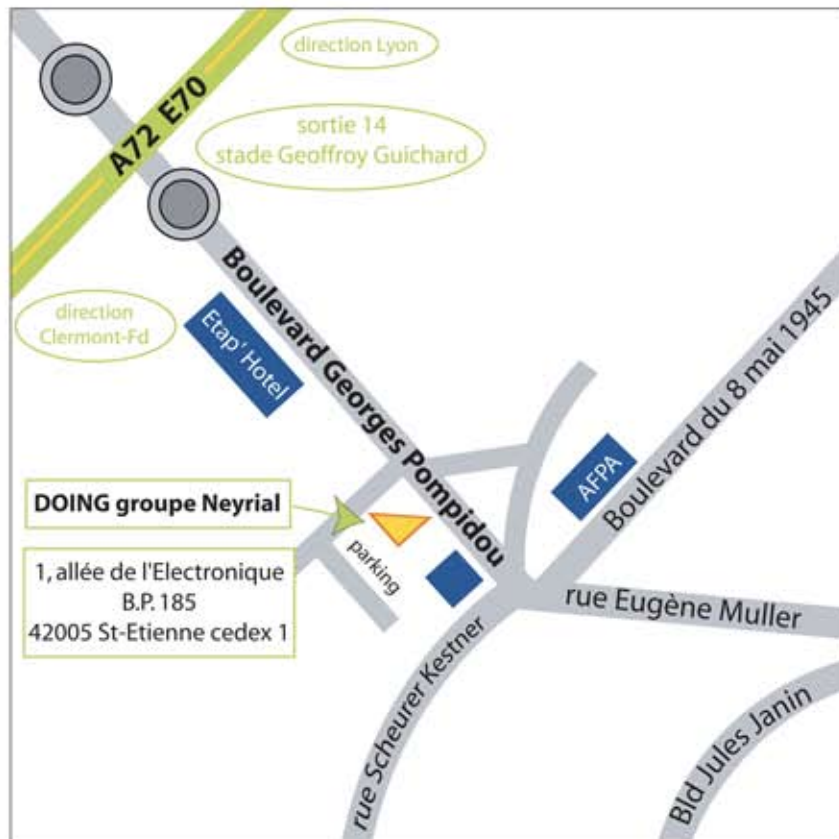 direction Lyon
A72 E70
sortie 14
stade Geoffroy Guichard
Boulevard Georges Pompidou
direction
Clermont-Fd
Etap' Hotel
Boulevard du 8 mai 1945
AFPA
DOING groupe Neyrial
parking
1, allée de l'Electronique
B.P. 185
42005 St-Etienne cedex 1
rue Eugène Muller
rue Scheurer Kestner
Bld Jules Janin